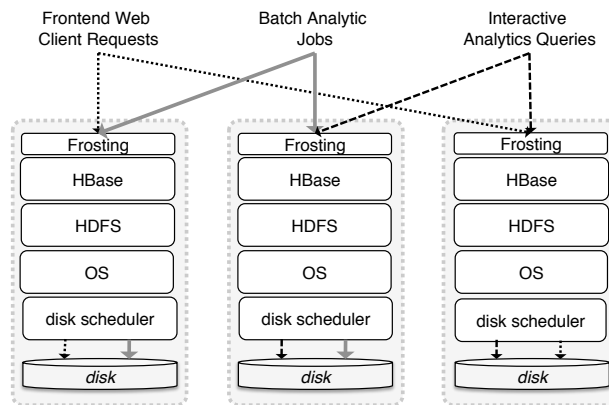 Frontend Web
Client Requests
Batch Analytic
Jobs
Interactive
Analytics Queries
Frosting
HBase
HDFS
OS
disk scheduler
disk
Frosting
HBase
HDFS
OS
disk scheduler
disk
Frosting
HBase
HDFS
OS
disk scheduler
disk